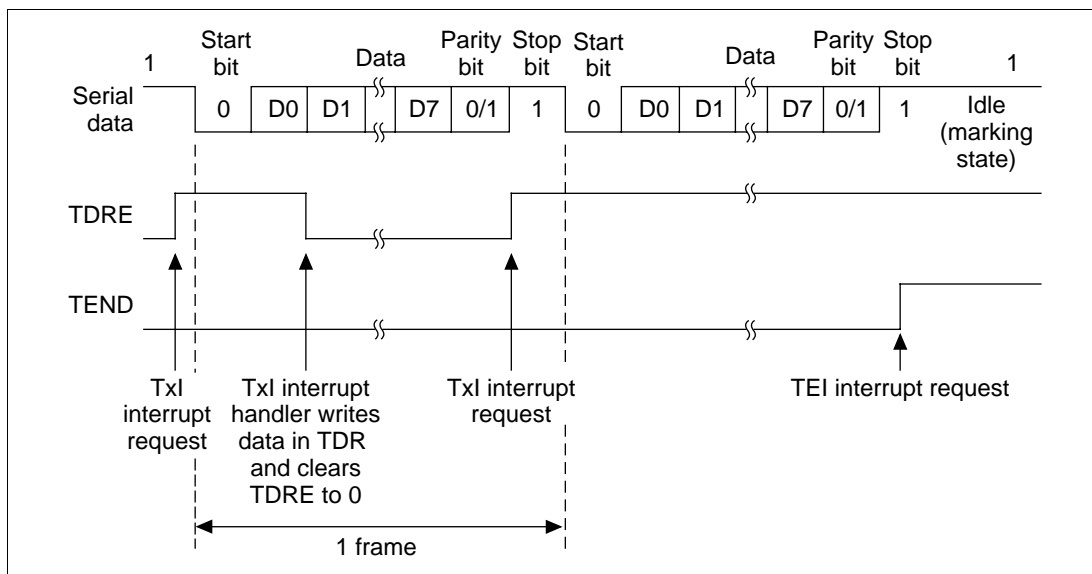 Start bit
Data
Parity bit
Stop bit
Start bit
Data
Parity bit
Stop bit
1
1
Serial data
0 D0 D1 D7 0/1 1 0 D0 D1 D7 0/1 1
Idle (marking state)
TDRE
TEND
TxI interrupt request
TxI interrupt handler writes data in TDR and clears TDRE to 0
TxI interrupt request
TEI interrupt request
1 frame